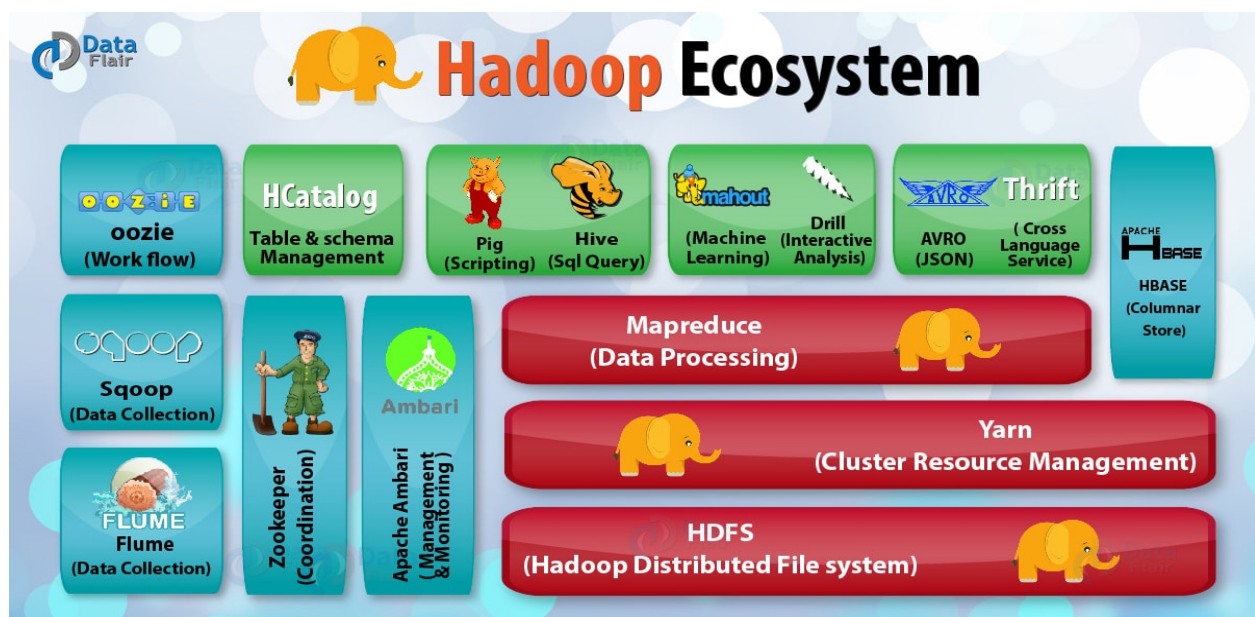 Data
Flair
Hadoop Ecosystem
OOZIE
oozie
(Work flow)
HCatalog
Table & schema
Management
Pig
(Scripting)
Hive
(Sql Query)
mahout
(Machine
Learning)
Drill
(Interactive
Analysis)
AVRO
AVRO
(JSON)
Thrift
( Cross
Language
Service)
APACHE
HBASE
HBASE
(Columnar
Store)
sqoop
Sqoop
(Data Collection)
FLUME
Flume
(Data Collection)
Zookeeper
(Coordination)
Ambari
Apache Ambari
( Management
& Monitoring)
Mapreduce
(Data Processing)
Yarn
(Cluster Resource Management)
HDFS
(Hadoop Distributed File system)